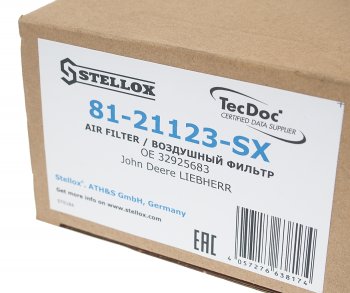 STELLOX
TecDoc
CERTIFIED DATA SUPPLIER
81-21123-SX
AIR FILTER / ВОЗДУШНЫЙ ФИЛЬТР
OE 32925683
John Deere LIEBHERR
Stellox®. ATH&S GmbH, Germany
Get more info on www.stellox.com
EAC
4 057276 638174